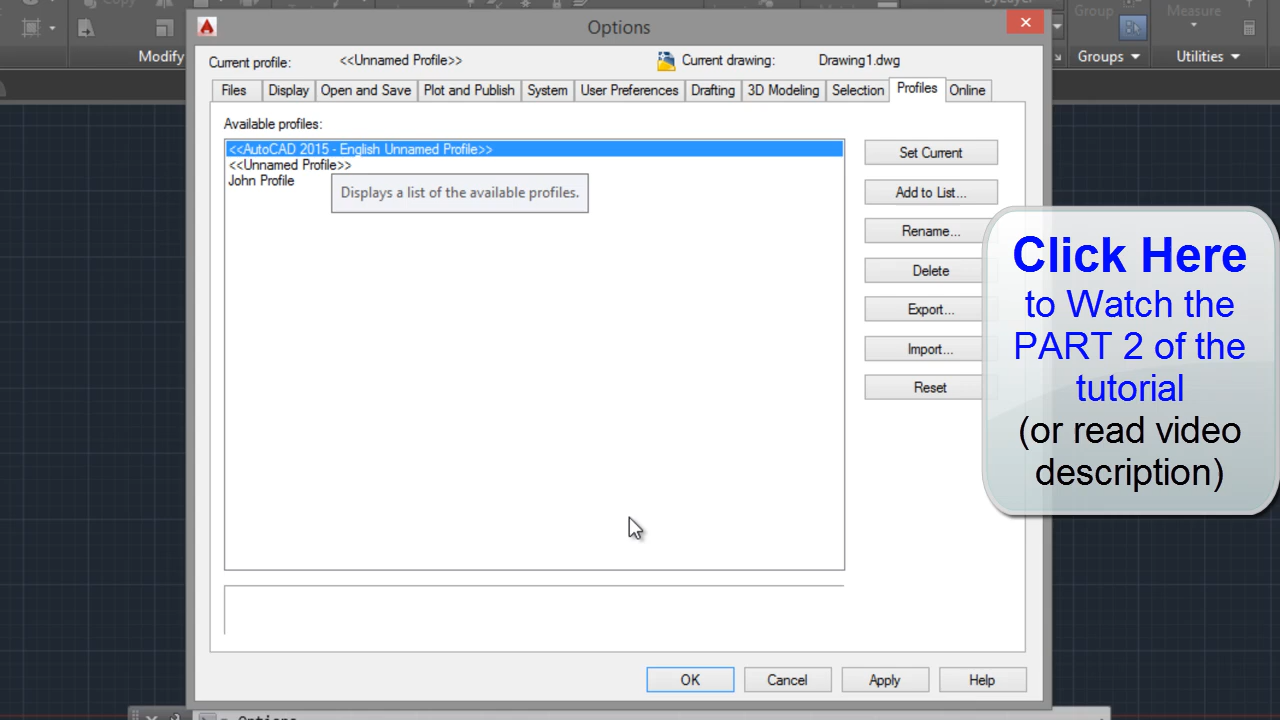 Copy
Group
Measure
Options
Modify
Groups
Utilities
Current profile:
<<Unnamed Profile>>
Current drawing:
Drawing1.dwg
Files Display Open and Save Plot and Publish System User Preferences Drafting 3D Modeling Selection Profiles Online
Available profiles:
<<AutoCAD 2015 - English Unnamed Profile>>
<<Unnamed Profile>>
John Profile
Displays a list of the available profiles.
Set Current
Add to List...
Rename...
Delete
Export...
Import...
Reset
Click Here
to Watch the
PART 2 of the
tutorial
(or read video
description)
OK Cancel Apply Help
Options